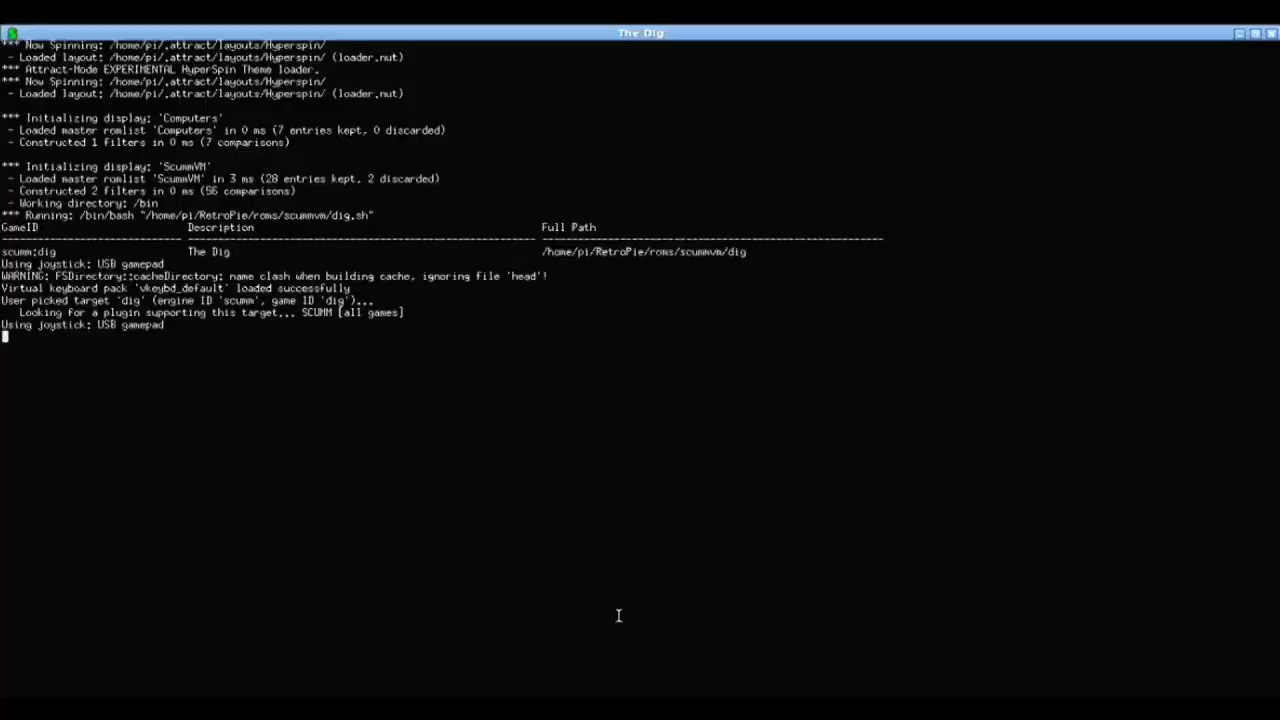 The Dig
*** Now Spinning: /home/pi/.attract/layouts/Hyperspin/
- Loaded layout: /home/pi/.attract/layouts/Hyperspin/ (loader.nut)
*** Attract-Mode EXPERIMENTAL HyperSpin Theme loader.
*** Now Spinning: /home/pi/.attract/layouts/Hyperspin/
- Loaded layout: /home/pi/.attract/layouts/Hyperspin/ (loader.nut)
*** Initializing display: 'Computers'
- Loaded master romlist 'Computers' in 0 ms (7 entries kept, 0 discarded)
- Constructed 1 filters in 0 ms (7 comparisons)
*** Initializing display: 'ScummVM'
- Loaded master romlist 'ScummVM' in 3 ms (28 entries kept, 2 discarded)
- Constructed 2 filters in 0 ms (56 comparisons)
- Working directory: /bin
*** Running: /bin/bash "/home/pi/RetroPie/roms/scummvm/dig.sh"
GameID Description Full Path
scumm:dig The Dig /home/pi/RetroPie/roms/scummvm/dig
Using joystick: USB gamepad
WARNING: FSDirectory::cacheDirectory: name clash when building cache, ignoring file 'head'!
Virtual keyboard pack 'vkeybd_default' loaded successfully
User picked target 'dig' (engine ID 'scumm', game ID 'dig')...
Looking for a plugin supporting this target... SCUMM [all games]
Using joystick: USB gamepad